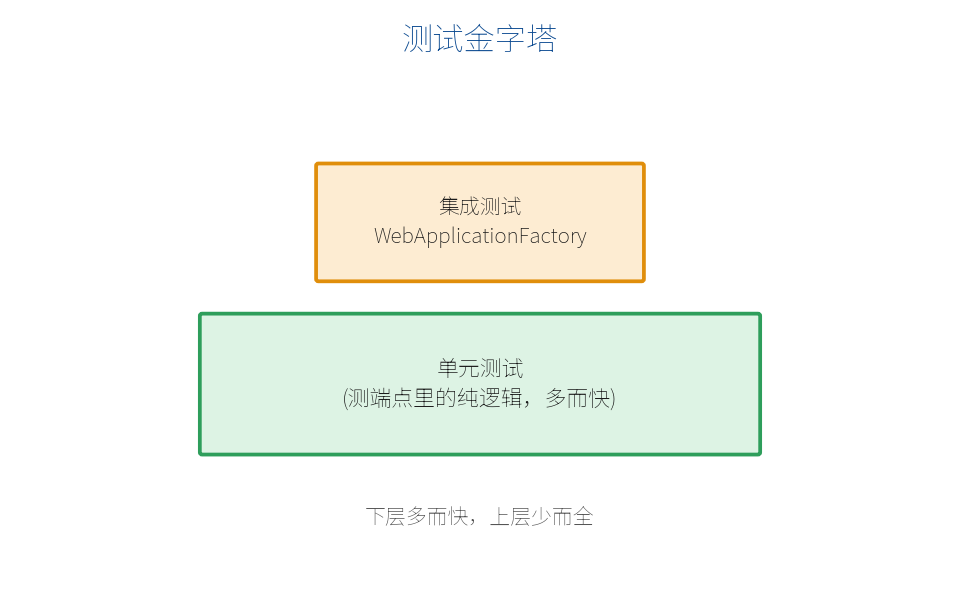 测试金字塔
集成测试
WebApplicationFactory
单元测试
(测端点里的纯逻辑，多而快)
下层多而快，上层少而全